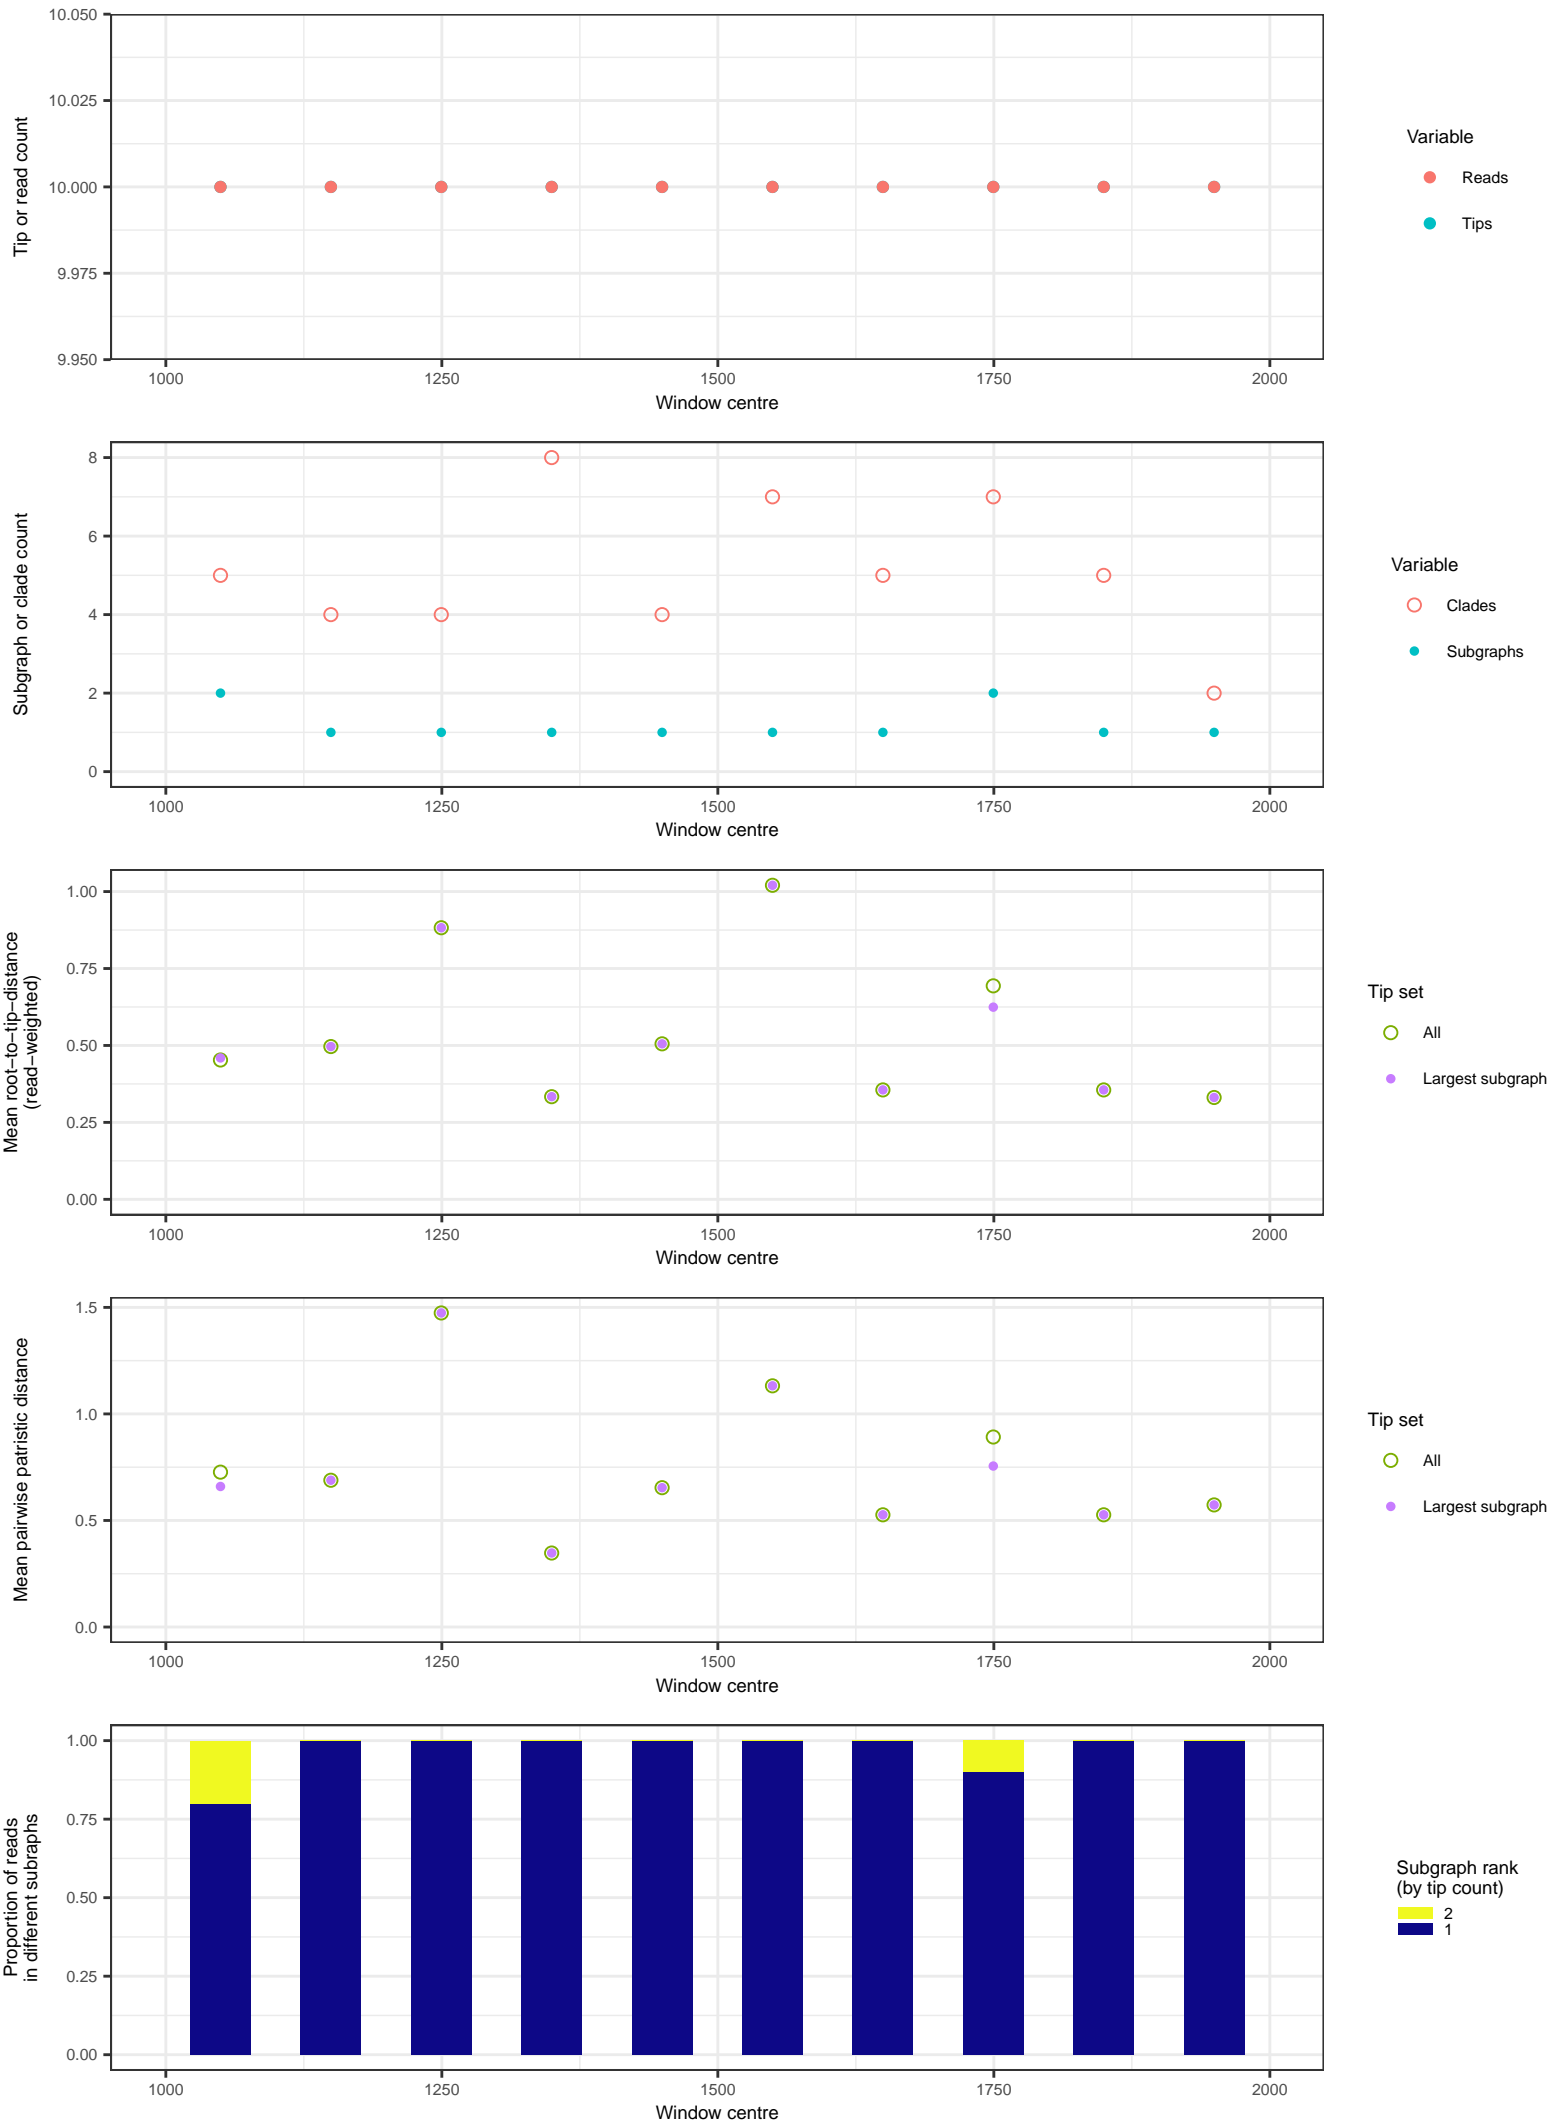 10.050
10.025
10.000
9.975
9.950
Tip or read count
1000 1250 1500 1750 2000
Window centre
Variable
Reads
Tips
8
6
4
2
0
Subgraph or clade count
1000 1250 1500 1750 2000
Window centre
Variable
Clades
Subgraphs
1.00
0.75
0.50
0.25
0.00
Mean root−to−tip−distance
(read−weighted)
1000 1250 1500 1750 2000
Window centre
Tip set
All
Largest subgraph
1.5
1.0
0.5
0.0
Mean pairwise patristic distance
1000 1250 1500 1750 2000
Window centre
Tip set
All
Largest subgraph
1.00
0.75
0.50
0.25
0.00
Proportion of reads
in different subraphs
1000 1250 1500 1750 2000
Window centre
Subgraph rank
(by tip count)
2
1